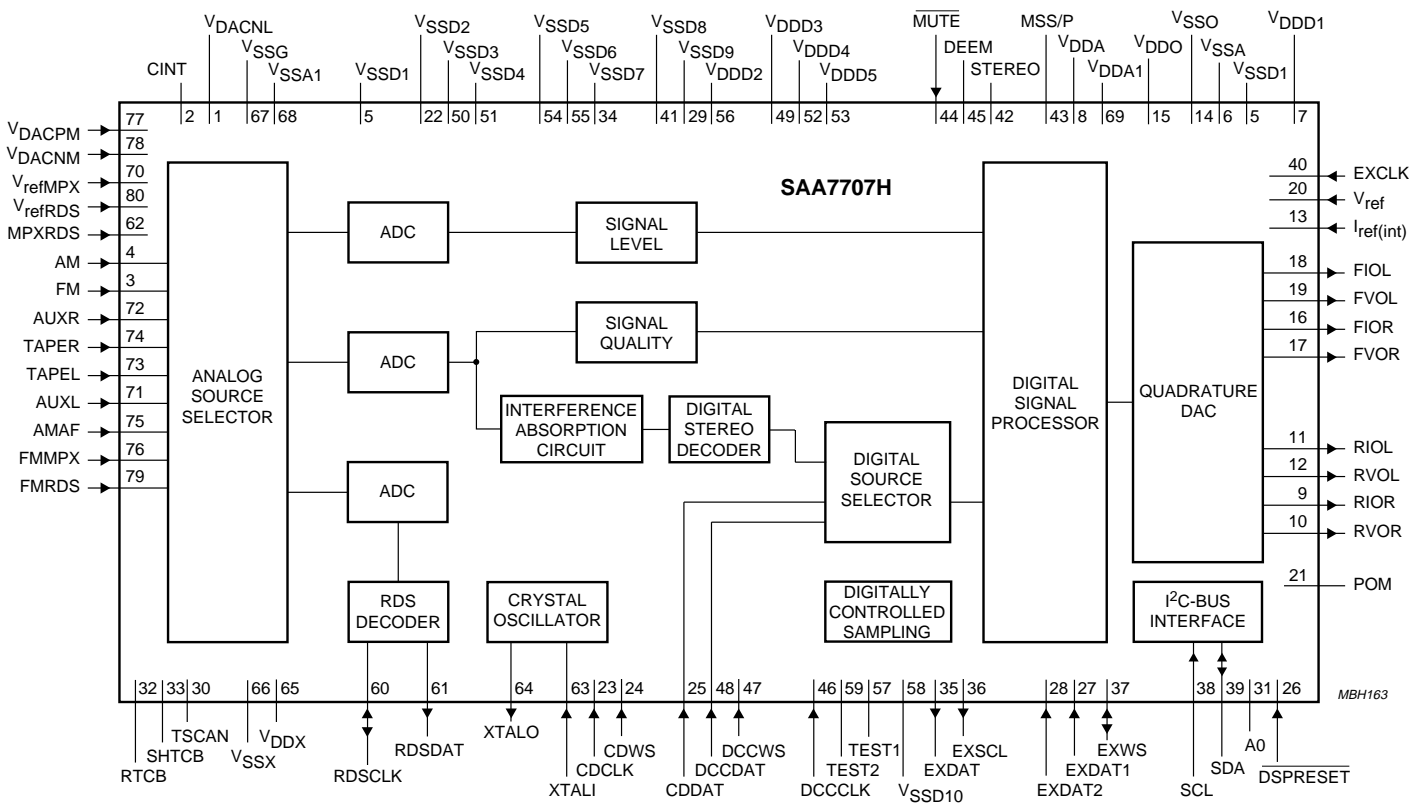 VDACNL
VSSG
VSSA1
CINT
VSSD1
VSSD2
VSSD3
VSSD4
VSSD5
VSSD6
VSSD7
VSSD8
VSSD9
VDDD2
VDDD3
VDDD4
VDDD5
MUTE
DEEM
STEREO
MSS/P
VDDA
VDDA1
VDDO
VSSO
VSSA
VSSD1
VDDD1
2 1 67 68 5 22 50 51 54 55 34 41 29 56 49 52 53 44 45 42 43 8 69 15 14 6 5 7
SAA7707H
VDACPM 77
VDACNM 78
VrefMPX 70
VrefRDS 80
MPXRDS 62
AM 4
FM 3
AUXR 72
TAPER 74
TAPEL 73
AUXL 71
AMAF 75
FMMPX 76
FMRDS 79
ANALOG
SOURCE
SELECTOR
ADC
SIGNAL
LEVEL
ADC
SIGNAL
QUALITY
INTERFERENCE
ABSORPTION
CIRCUIT
DIGITAL
STEREO
DECODER
ADC
DIGITAL
SOURCE
SELECTOR
DIGITAL
SIGNAL
PROCESSOR
QUADRATURE
DAC
RDS
DECODER
CRYSTAL
OSCILLATOR
DIGITALLY
CONTROLLED
SAMPLING
I2C-BUS
INTERFACE
40 EXCLK
20 Vref
13 Iref(int)
18 FIOL
19 FVOL
16 FIOR
17 FVOR
11 RIOL
12 RVOL
9 RIOR
10 RVOR
21 POM
32 33 30 66 65 60 61 64 63 23 24 25 48 47 46 59 57 58 35 36 28 27 37 38 39 31 26
MBH163
RTCB
SHTCB
TSCAN
VSSX
VDDX
RDSCLK
RDSDAT
XTALO
XTALI
CDCLK
CDWS
CDDAT
DCCDAT
DCCWS
DCCCLK
TEST2
TEST1
VSSD10
EXDAT
EXSCL
EXDAT2
EXDAT1
EXWS
SCL
SDA
A0
DSPRESET